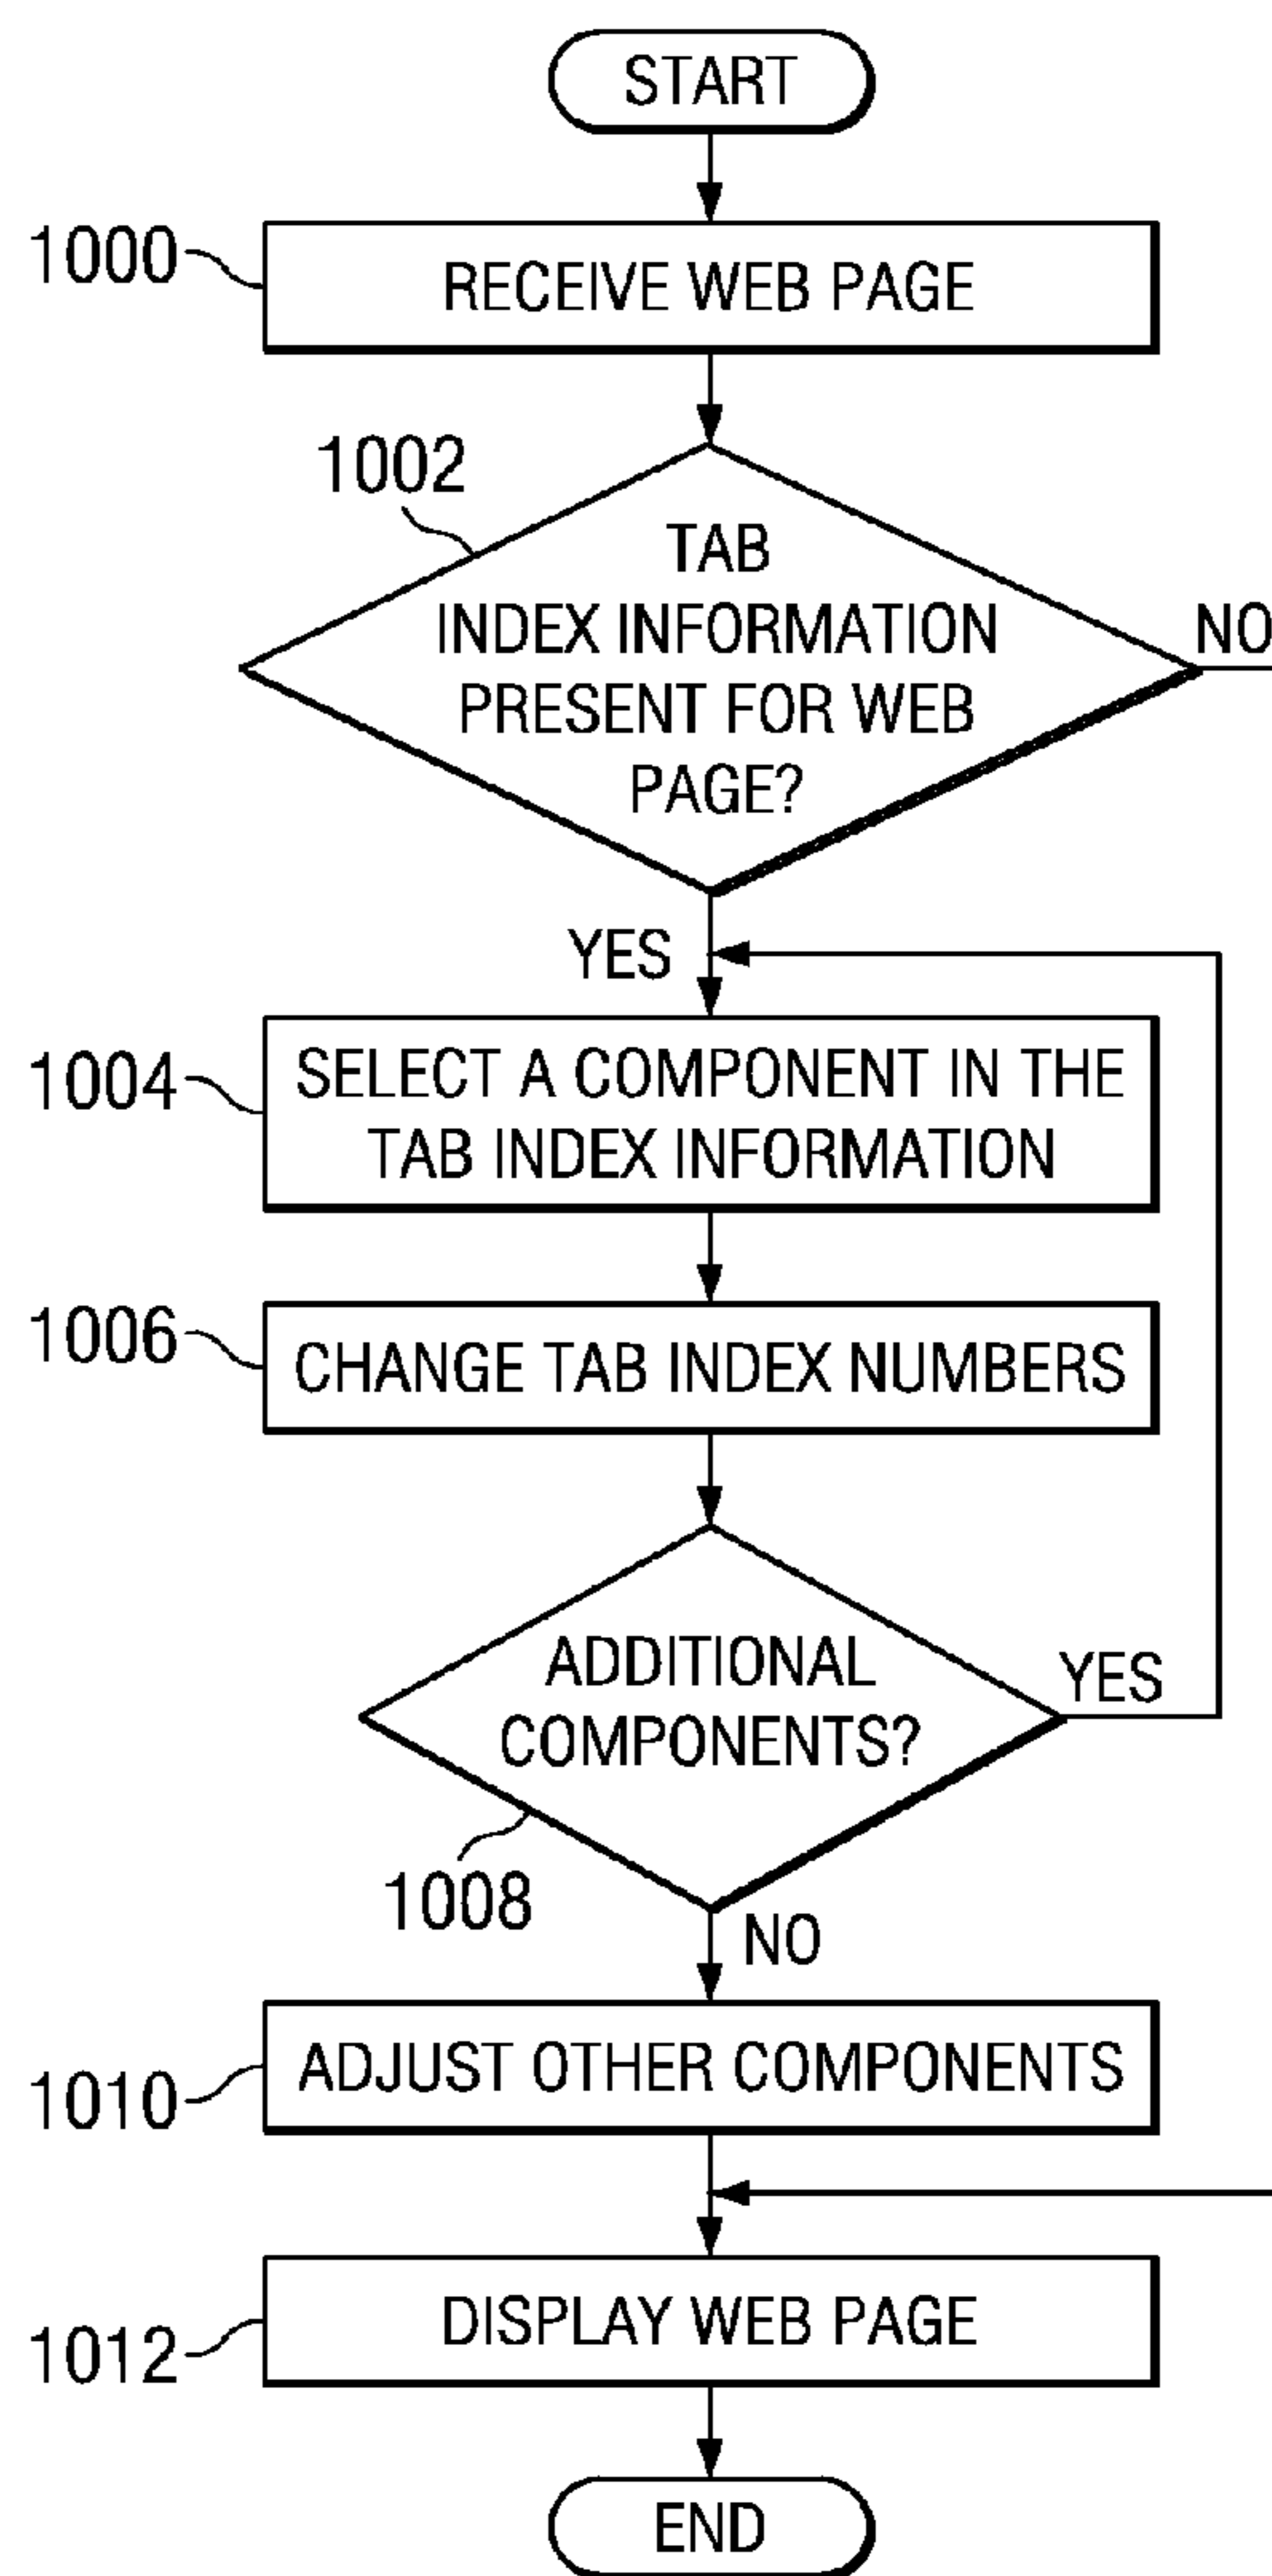 START
1000
RECEIVE WEB PAGE
1002
TAB
INDEX INFORMATION
PRESENT FOR WEB
PAGE?
NO
YES
1004
SELECT A COMPONENT IN THE
TAB INDEX INFORMATION
1006
CHANGE TAB INDEX NUMBERS
ADDITIONAL
COMPONENTS?
YES
1008
NO
1010
ADJUST OTHER COMPONENTS
1012
DISPLAY WEB PAGE
END